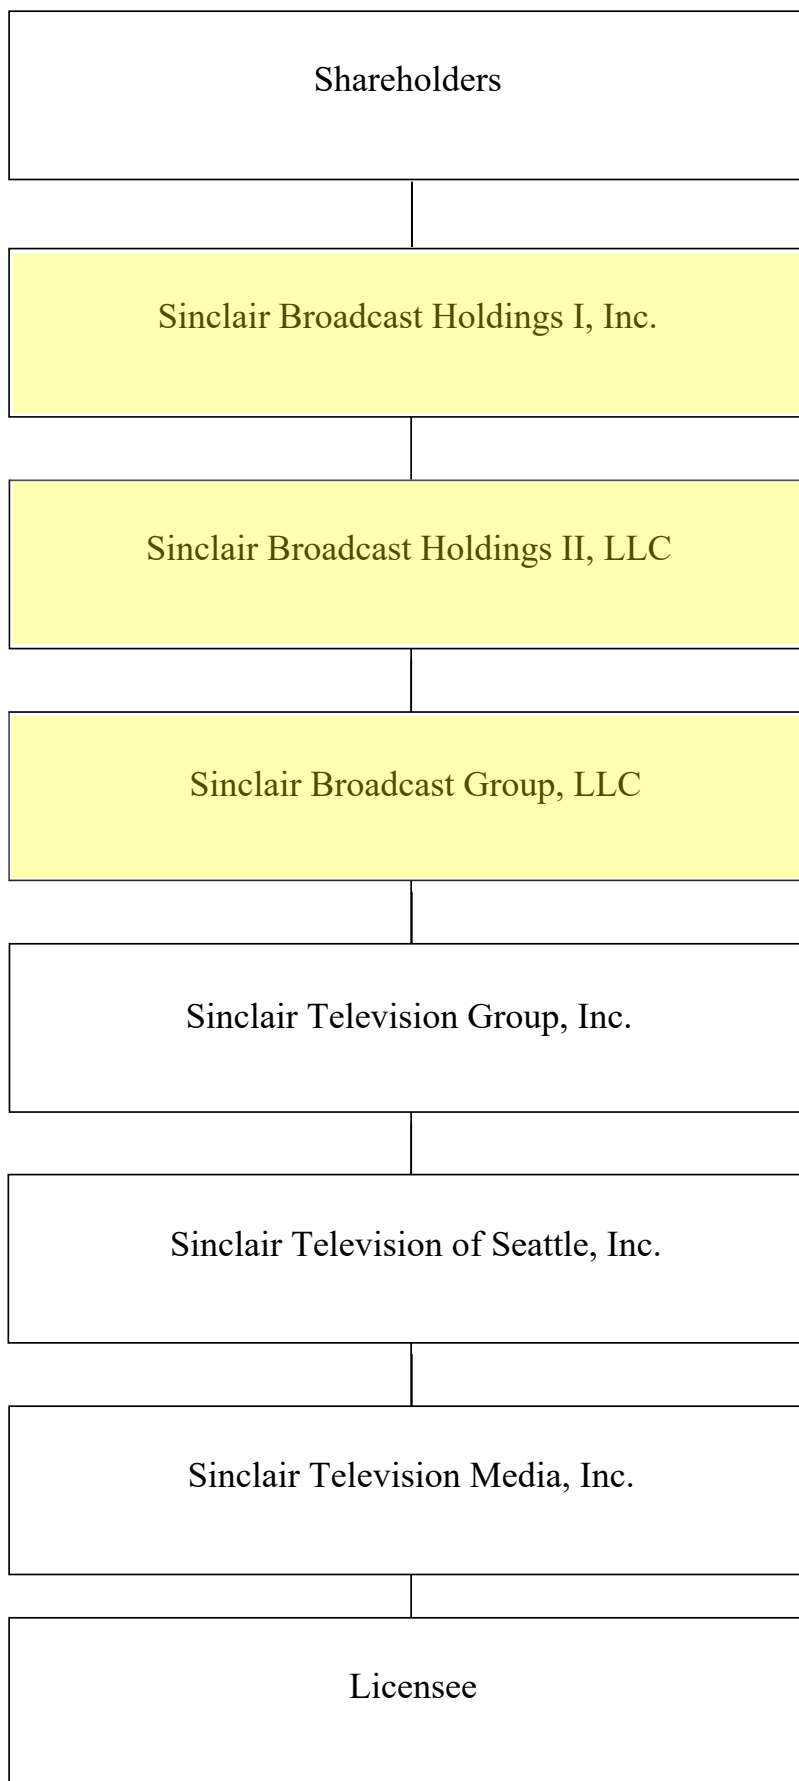 Shareholders
Sinclair Broadcast Holdings I, Inc.
Sinclair Broadcast Holdings II, LLC
Sinclair Broadcast Group, LLC
Sinclair Television Group, Inc.
Sinclair Television of Seattle, Inc.
Sinclair Television Media, Inc.
Licensee